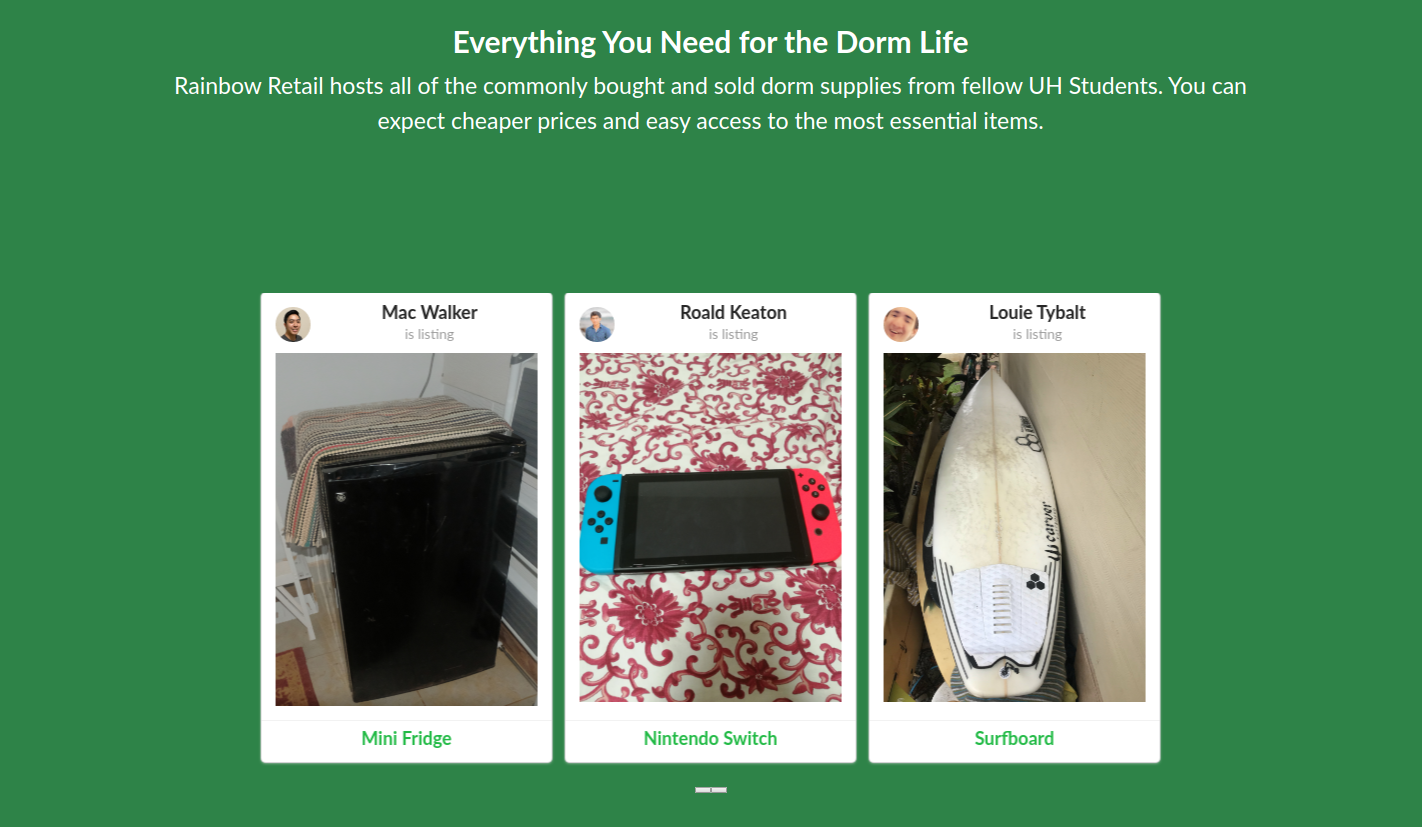 Everything You Need for the Dorm Life
Rainbow Retail hosts all of the commonly bought and sold dorm supplies from fellow UH Students. You can
expect cheaper prices and easy access to the most essential items.
Mac Walker
is listing
Roald Keaton
is listing
Louie Tybalt
is listing
carver
Mini Fridge
Nintendo Switch
Surfboard